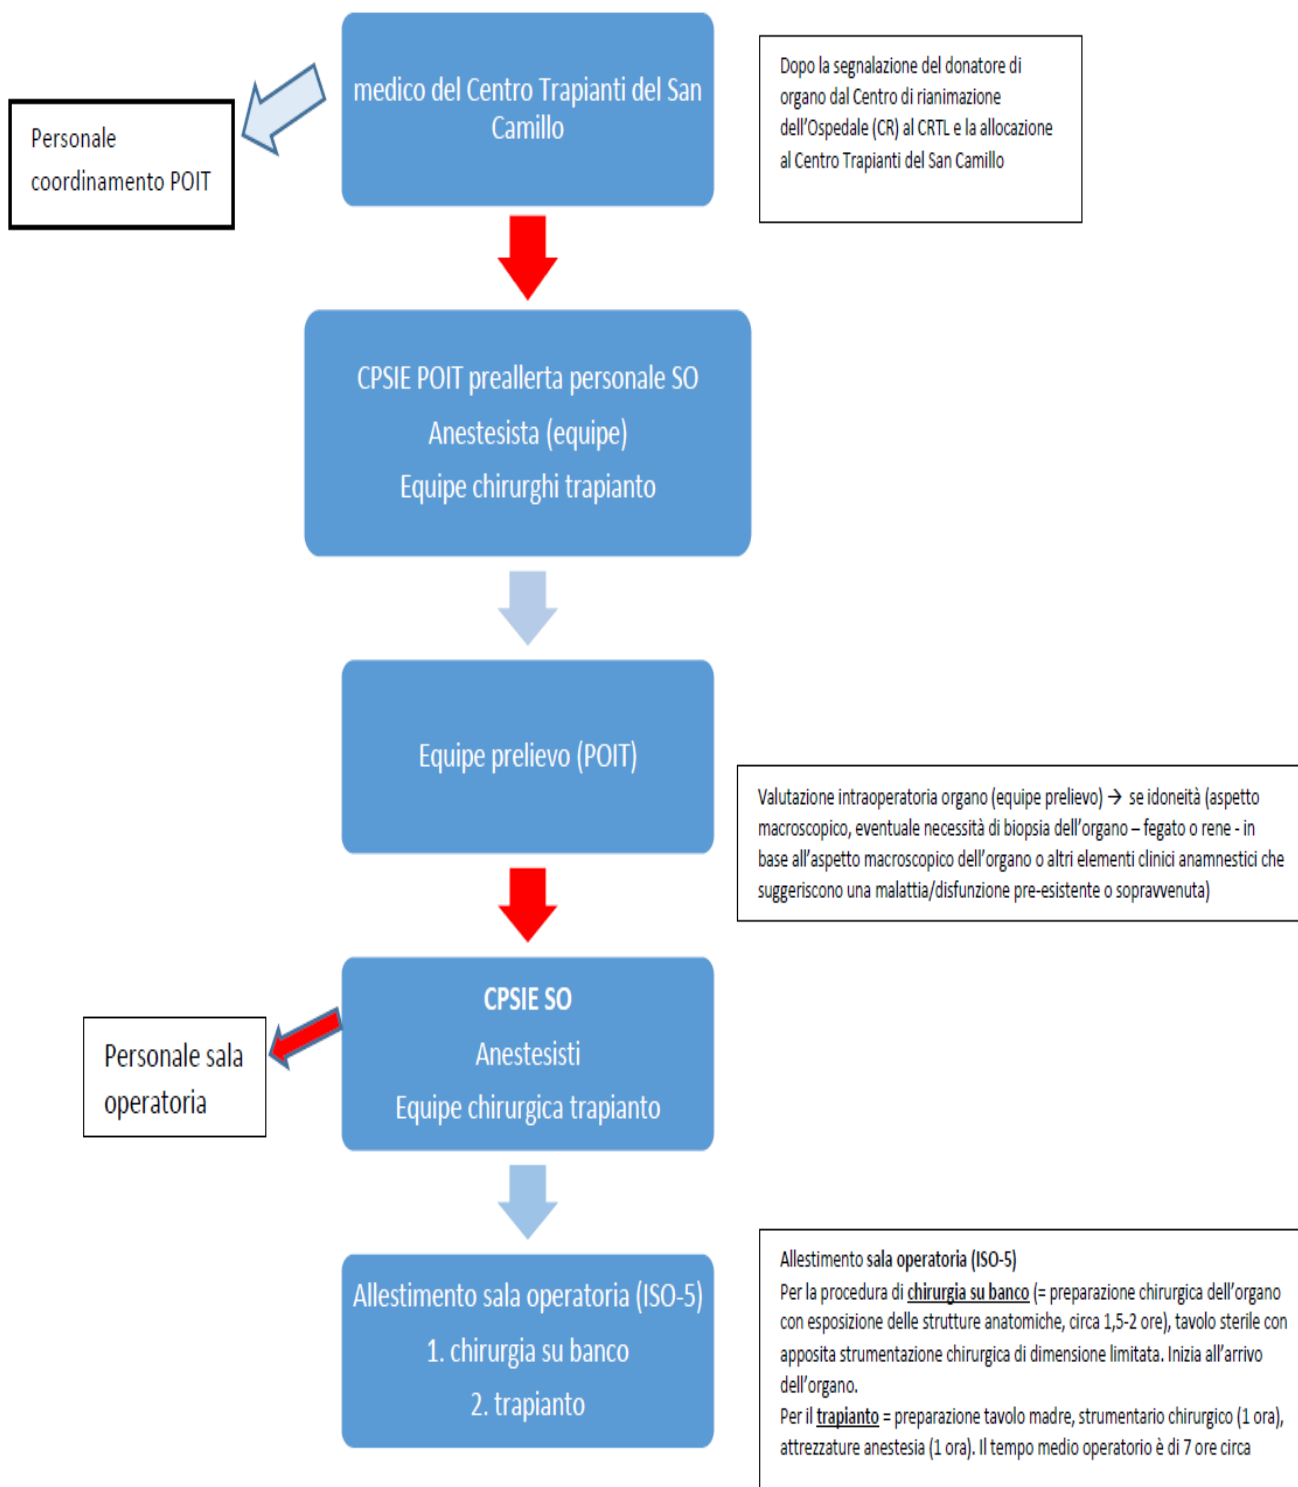 medico del Centro Trapianti del San
Camillo
Dopo la segnalazione del donatore di
organo dal Centro di rianimazione
dell'Ospedale (CR) al CRTL e la allocazione
al Centro Trapianti del San Camillo
Personale
coordinamento POIT
CPSIE POIT preallerta personale SO
Anestesista (equipe)
Equipe chirurghi trapianto
Equipe prelievo (POIT)
Valutazione intraoperatoria organo (equipe prelievo) → se idoneità (aspetto
macroscopico, eventuale necessità di biopsia dell'organo – fegato o rene - in
base all'aspetto macroscopico dell'organo o altri elementi clinici anamnestici che
suggeriscono una malattia/disfunzione pre-esistente o sopravvenuta)
CPSIE SO
Anestesisti
Equipe chirurgica trapianto
Personale sala
operatoria
Allestimento sala operatoria (ISO-5)
1. chirurgia su banco
2. trapianto
Allestimento sala operatoria (ISO-5)
Per la procedura di chirurgia su banco (= preparazione chirurgica dell'organo
con esposizione delle strutture anatomiche, circa 1,5-2 ore), tavolo sterile con
apposita strumentazione chirurgica di dimensione limitata. Inizia all'arrivo
dell'organo.
Per il trapianto = preparazione tavolo madre, strumentario chirurgico (1 ora),
attrezzature anestesia (1 ora). Il tempo medio operatorio è di 7 ore circa